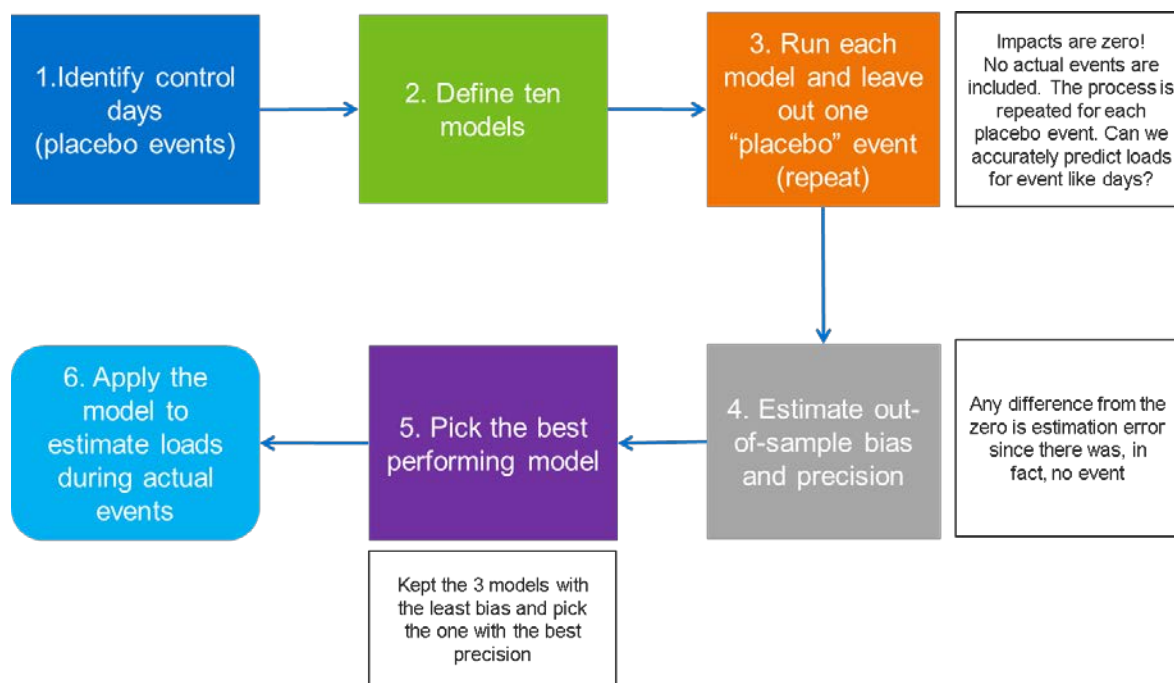 1.Identify control
days
(placebo events)
2. Define ten
models
3. Run each
model and leave
out one
“placebo” event
(repeat)
Impacts are zero!
No actual events are
included. The process is
repeated for each
placebo event. Can we
accurately predict loads
for event like days?
4. Estimate out-
of-sample bias
and precision
Any difference from the
zero is estimation error
since there was, in
fact, no event
5. Pick the best
performing model
Kept the 3 models with
the least bias and pick
the one with the best
precision
6. Apply the
model to
estimate loads
during actual
events